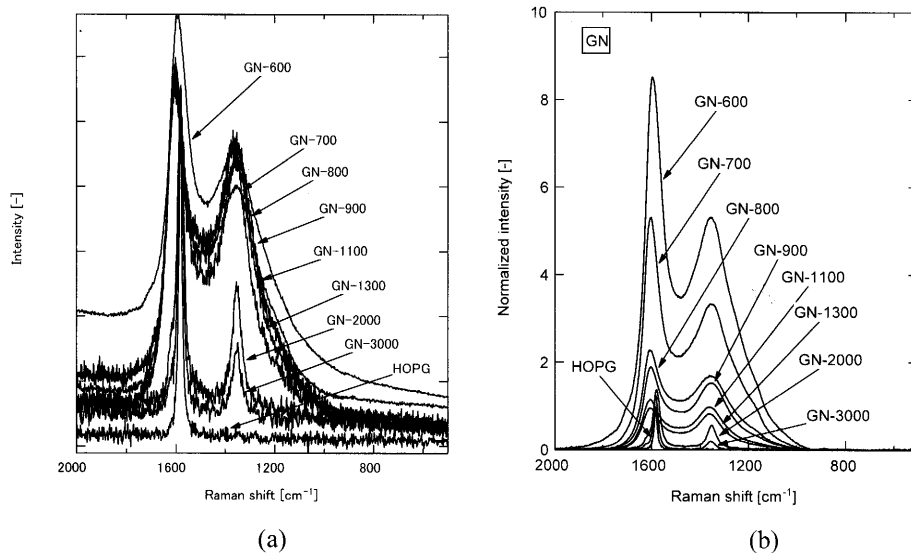 Intensity [-]
GN-600
GN-700
GN-800
GN-900
GN-1100
GN-1300
GN-2000
GN-3000
HOPG
2000 1600 1200 800
Raman shift [cm⁻¹]
(a)
Normalized intensity [-]
10
8
6
4
2
0
GN
GN-600
GN-700
GN-800
GN-900
GN-1100
GN-1300
GN-2000
HOPG
GN-3000
2000 1600 1200 800
Raman shift [cm⁻¹]
(b)